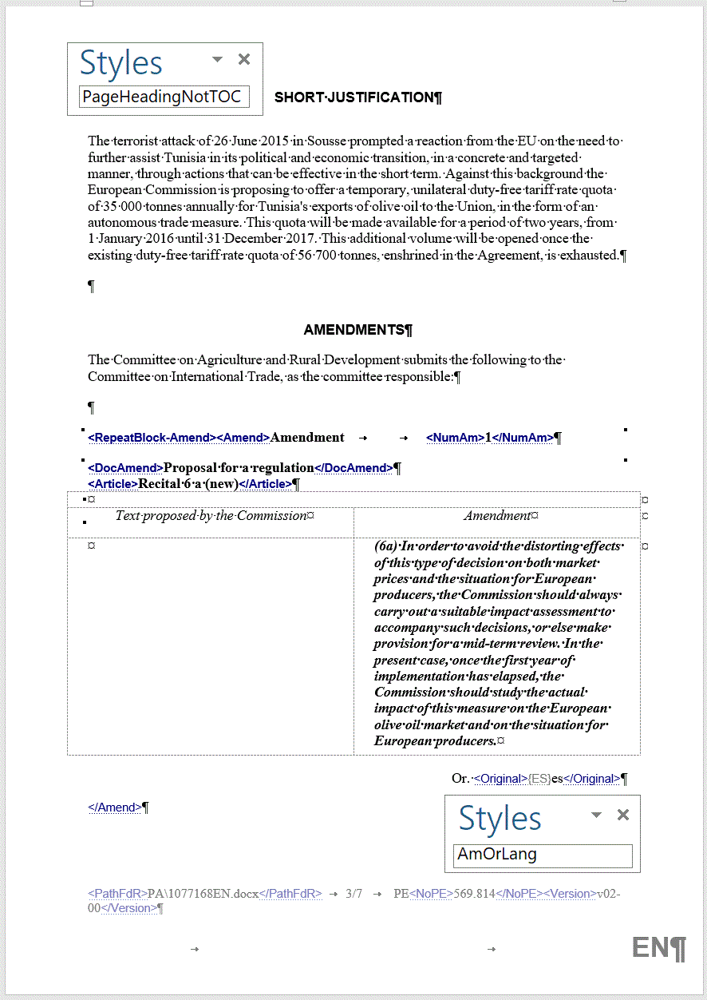 Styles
PageHeadingNotTOC
SHORT·JUSTIFICATION¶
The·terrorist·attack·of·26·June·2015·in·Sousse·prompted·a·reaction·from·the·EU·on·the·need·to·
further·assist·Tunisia·in·its·political·and·economic·transition,·in·a·concrete·and·targeted·
manner,·through·actions·that·can·be·effective·in·the·short·term.·Against·this·background·the·
European·Commission·is·proposing·to·offer·a·temporary,·unilateral·duty-free·tariff·rate·quota·
of·35·000·tonnes·annually·for·Tunisia's·exports·of·olive·oil·to·the·Union,·in·the·form·of·an·
autonomous·trade·measure.·This·quota·will·be·made·available·for·a·period·of·two·years,·from·
1·January·2016·until·31·December·2017.·This·additional·volume·will·be·opened·once·the·
existing·duty-free·tariff·rate·quota·of·56·700·tonnes,·enshrined·in·the·Agreement,·is·exhausted.¶
¶
AMENDMENTS¶
The·Committee·on·Agriculture·and·Rural·Development·submits·the·following·to·the·
Committee·on·International·Trade,·as·the·committee·responsible:¶
¶
<RepeatBlock-Amend><Amend>Amendment → → <NumAm>1</NumAm>¶
<DocAmend>Proposal·for·a·regulation</DocAmend>¶
<Article>Recital·6·a·(new)</Article>¶
¤ ¤
Text·proposed·by·the·Commission¤ Amendment¤ ¤
¤ (6a)·In·order·to·avoid·the·distorting·effects· ¤
of·this·type·of·decision·on·both·market·
prices·and·the·situation·for·European·
producers,·the·Commission·should·always·
carry·out·a·suitable·impact·assessment·to·
accompany·such·decisions,·or·else·make·
provision·for·a·mid-term·review.·In·the·
present·case,·once·the·first·year·of·
implementation·has·elapsed,·the·
Commission·should·study·the·actual·
impact·of·this·measure·on·the·European·
olive·oil·market·and·on·the·situation·for·
European·producers.¤
Or.·<Original>{ES}es</Original>¶
</Amend>¶
Styles
AmOrLang
<PathFdR>PA\1077168EN.docx</PathFdR> → 3/7 → PE<NoPE>569.814</NoPE><Version>v02-
00</Version>¶
→ → EN¶